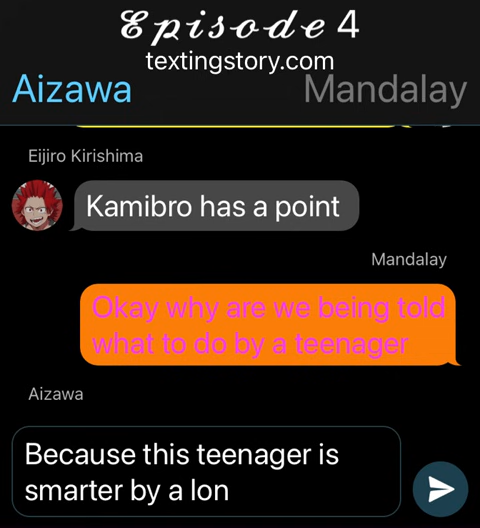 Episode 4
textingstory.com
Aizawa Mandalay
Eijiro Kirishima
Kamibro has a point
Mandalay
Okay why are we being told
what to do by a teenager
Aizawa
Because this teenager is
smarter by a lon